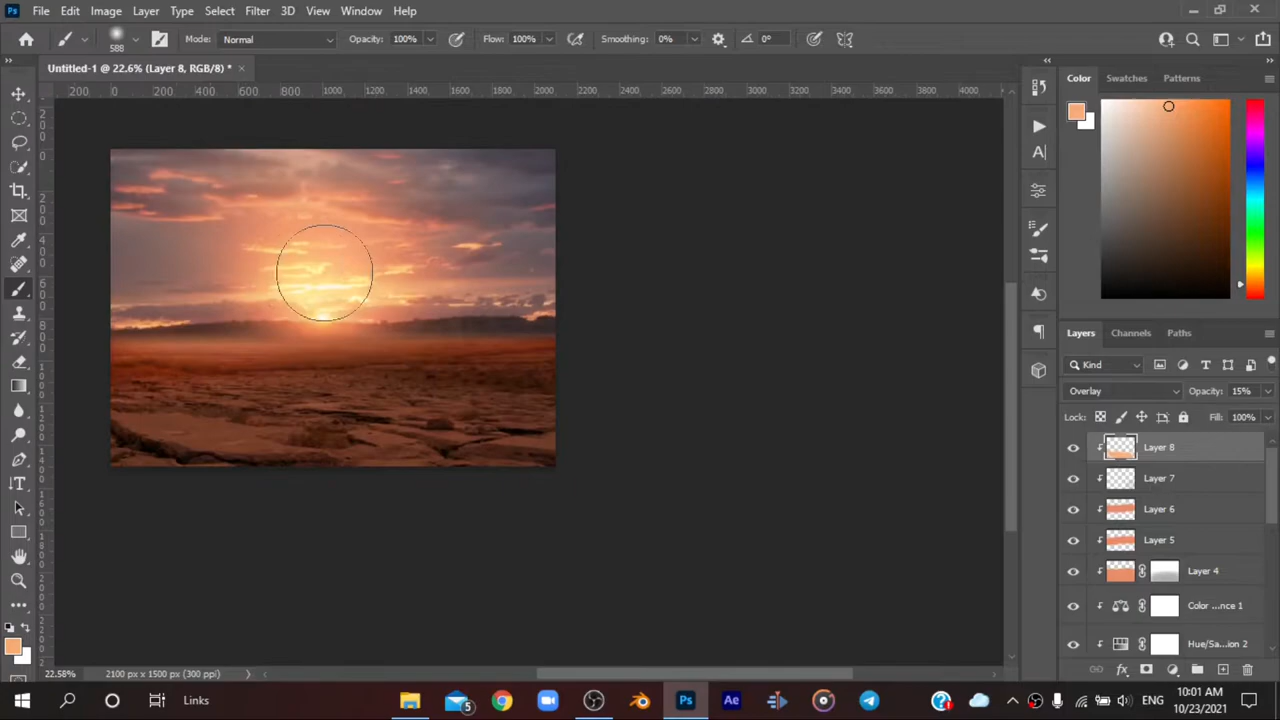 Ps File Edit Image Layer Type Select Filter 3D View Window Help
588 Mode: Normal Opacity: 100% Flow: 100% Smoothing: 0% 0°
Untitled-1 @ 22.6% (Layer 8, RGB/8) *
Color Swatches Patterns
200 0 200 400 600 800 1000 1200 1400 1600 1800 2000 2200 2400 2600 2800 3000 3200 3400 3600 3800 4000
Layers Channels Paths
Kind
Overlay Opacity: 15%
Lock: Fill: 100%
Layer 8
Layer 7
Layer 6
Layer 5
Layer 4
Color ...nce 1
Hue/Sa...ion 2
22.58% 2100 px x 1500 px (300 ppi)
Links 5 Ps Ae ENG 10:01 AM
10/23/2021